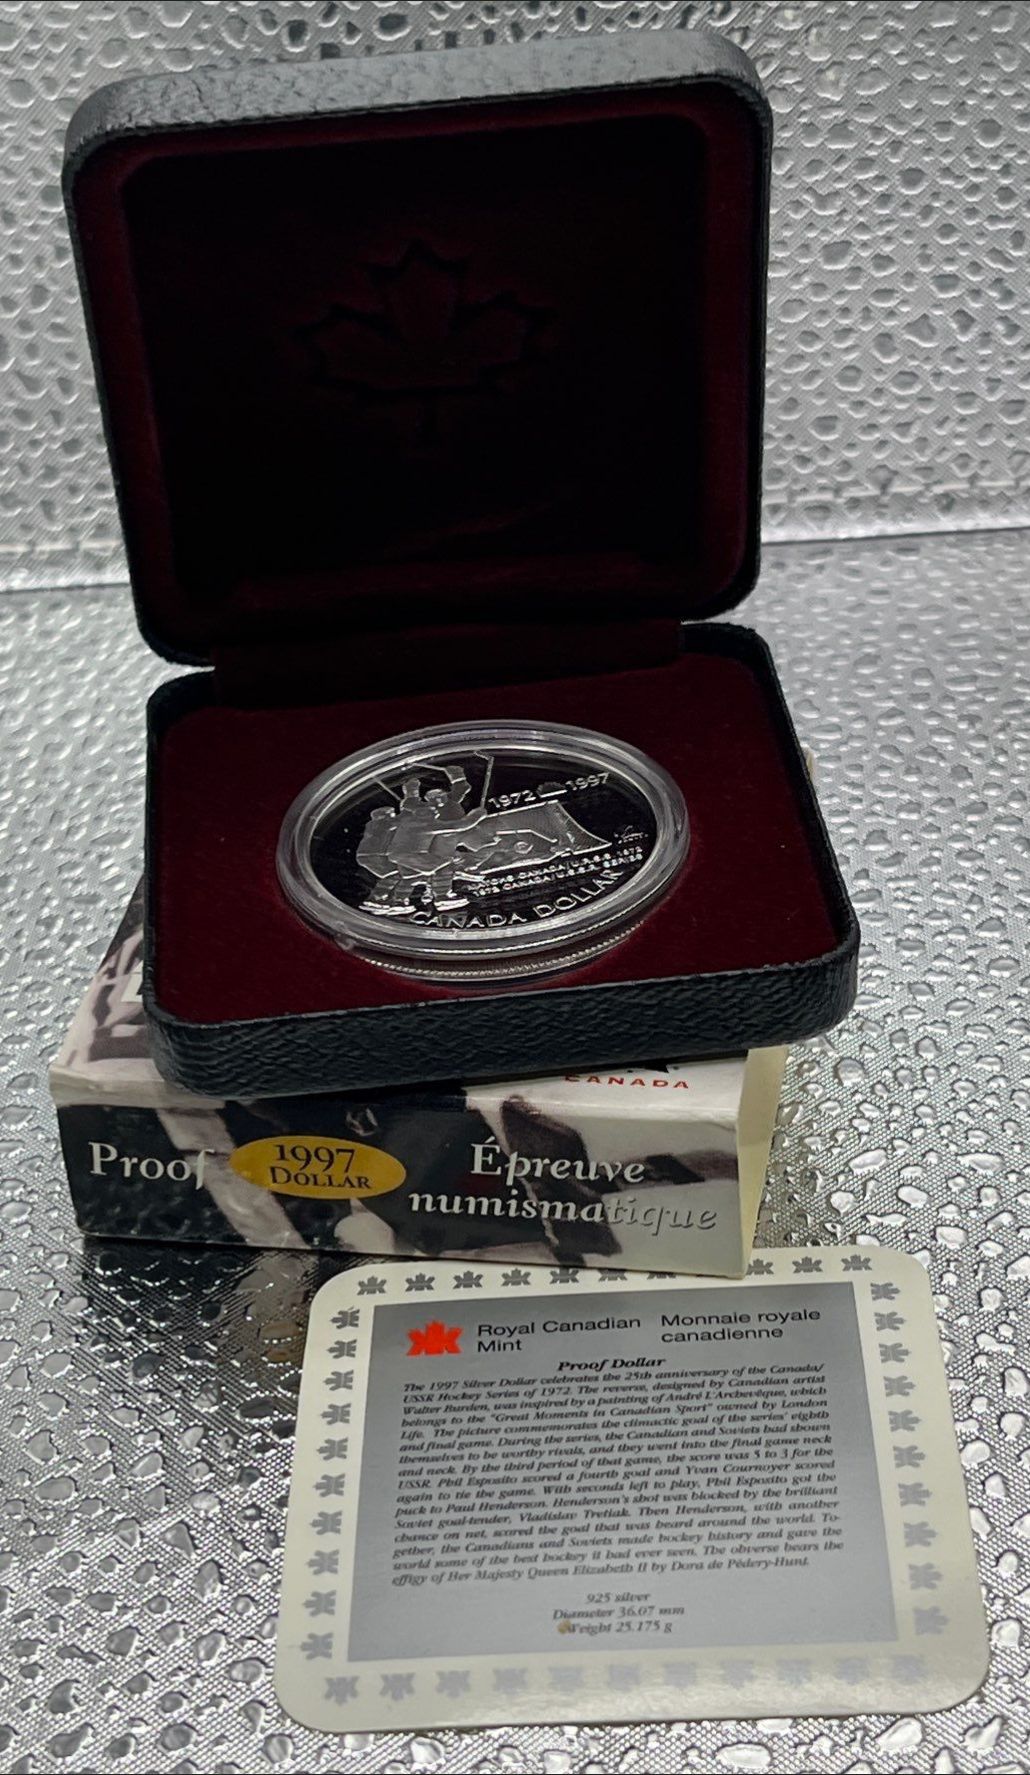 1972 1997
MATCHS CANADA/U.R.S.S. 1972
1972 CANADA/U.S.S.R. SERIES
CANADA DOLLAR
CANADA
Proof
1997
DOLLAR
Épreuve
numismatique
Royal Canadian
Mint
Monnaie royale
canadienne
Proof Dollar
The 1997 Silver Dollar celebrates the 25th anniversary of the Canada/
USSR Hockey Series of 1972. The reverse, designed by Canadian artist
Walter Burden, was inspired by a painting of André L'Archevêque, which
belongs to the "Great Moments in Canadian Sport" owned by London
Life. The picture commemorates the climactic goal of the series' eighth
and final game. During the series, the Canadian and Soviets had shown
themselves to be worthy rivals, and they went into the final game neck
and neck. By the third period of that game, the score was 5 to 3 for the
USSR. Phil Esposito scored a fourth goal and Yvan Cournoyer scored
again to tie the game. With seconds left to play, Phil Esposito got the
puck to Paul Henderson. Henderson's shot was blocked by the brilliant
Soviet goal-tender, Vladislav Tretiak. Then Henderson, with another
chance on net, scored the goal that was heard around the world. To-
gether, the Canadians and Soviets made hockey history and gave the
world some of the best hockey it had ever seen. The obverse bears the
effigy of Her Majesty Queen Elizabeth II by Dora de Pédery-Hunt.
925 silver
Diameter 36.07 mm
Weight 25.175 g